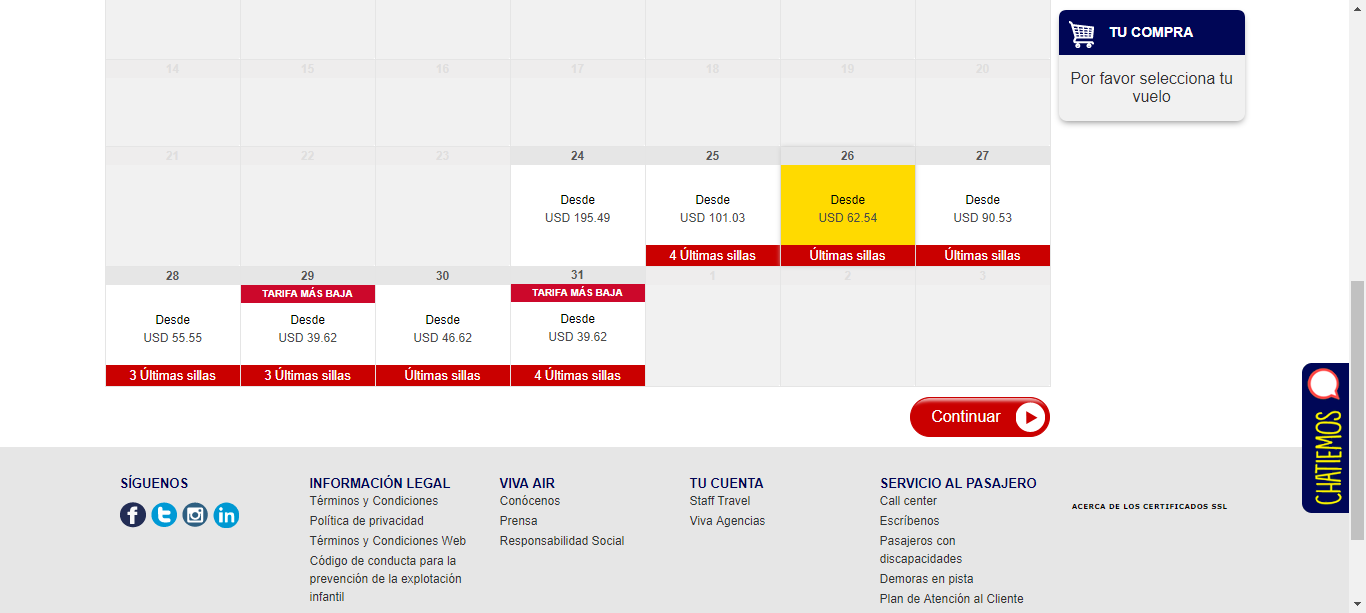 TU COMPRA
Por favor selecciona tu
vuelo
14 15 16 17 18 19 20
21 22 23 24 25 26 27
Desde Desde Desde Desde
USD 195.49 USD 101.03 USD 62.54 USD 90.53
4 Últimas sillas Últimas sillas Últimas sillas
28 29 30 31 1 2 3
TARIFA MÁS BAJA TARIFA MÁS BAJA
Desde Desde Desde Desde
USD 55.55 USD 39.62 USD 46.62 USD 39.62
3 Últimas sillas 3 Últimas sillas Últimas sillas 4 Últimas sillas
Continuar
CHATIEMOS
SÍGUENOS
INFORMACIÓN LEGAL
Términos y Condiciones
Política de privacidad
Términos y Condiciones Web
Código de conducta para la
prevención de la explotación
infantil
VIVA AIR
Conócenos
Prensa
Responsabilidad Social
TU CUENTA
Staff Travel
Viva Agencias
SERVICIO AL PASAJERO
Call center
Escríbenos
Pasajeros con
discapacidades
Demoras en pista
Plan de Atención al Cliente
ACERCA DE LOS CERTIFICADOS SSL